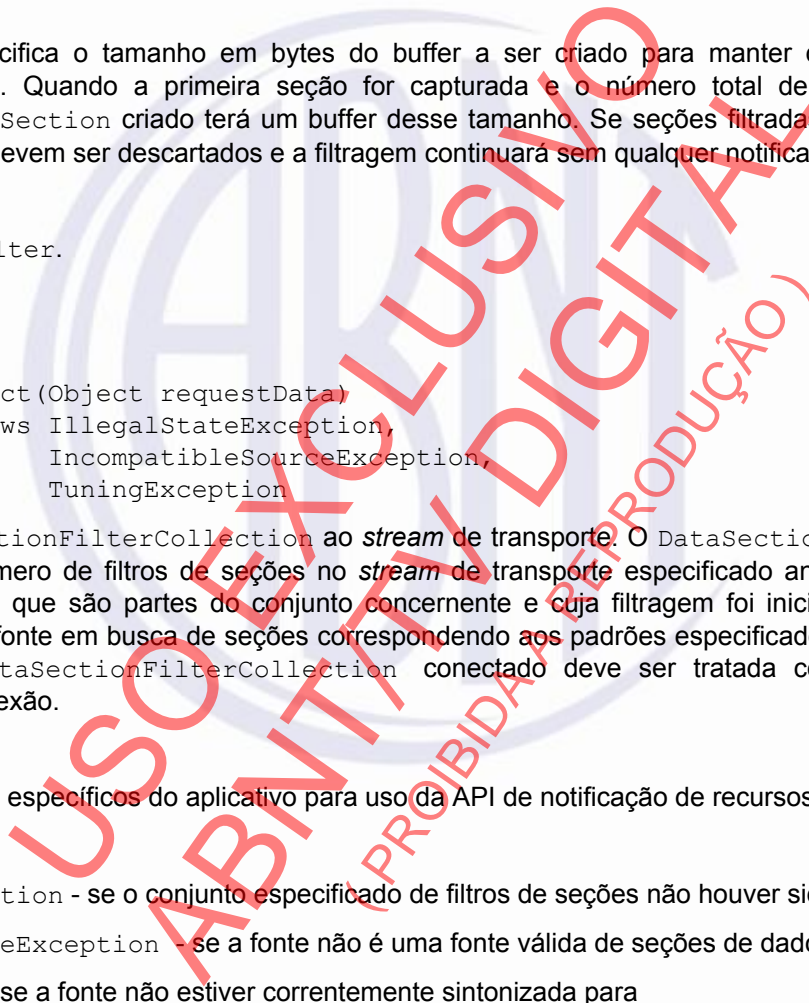 cifica o tamanho em bytes do buffer a ser criado para manter
. Quando a primeira seção for capturada e o número total de
Section criado terá um buffer desse tamanho. Se seções filtrada
evem ser descartados e a filtragem continuará sem qualquer notifica
lter.
ct(Object requestData)
ws IllegalStateException,
IncompatibleSourceException,
TuningException
tionFilterCollection ao stream de transporte. O DataSectio
mero de filtros de seções no stream de transporte especificado an
que são partes do conjunto concernente e cuja filtragem foi inici
fonte em busca de seções correspondendo aos padrões especificad
taSectionFilterCollection conectado deve ser tratada c
exão.
específicos do aplicativo para uso da API de notificação de recursos
tion - se o conjunto especificado de filtros de seções não houver si
eException - se a fonte não é uma fonte válida de seções de dad
se a fonte não estiver correntemente sintonizada para
USO EXCLUSIVO
ABNT/TV DIGITAL
( PROIBIDA A REPRODUÇÃO )
ABNT